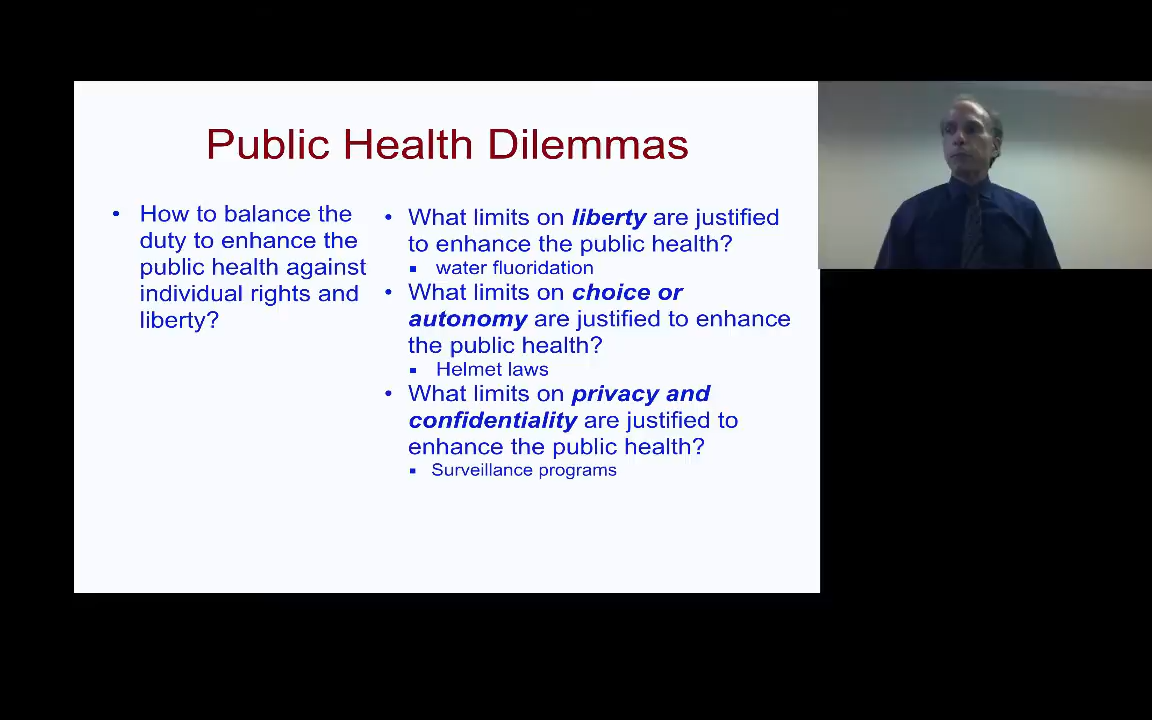 Public Health Dilemmas
• How to balance the
duty to enhance the
public health against
individual rights and
liberty?
• What limits on liberty are justified
to enhance the public health?
▪ water fluoridation
• What limits on choice or
autonomy are justified to enhance
the public health?
▪ Helmet laws
• What limits on privacy and
confidentiality are justified to
enhance the public health?
▪ Surveillance programs